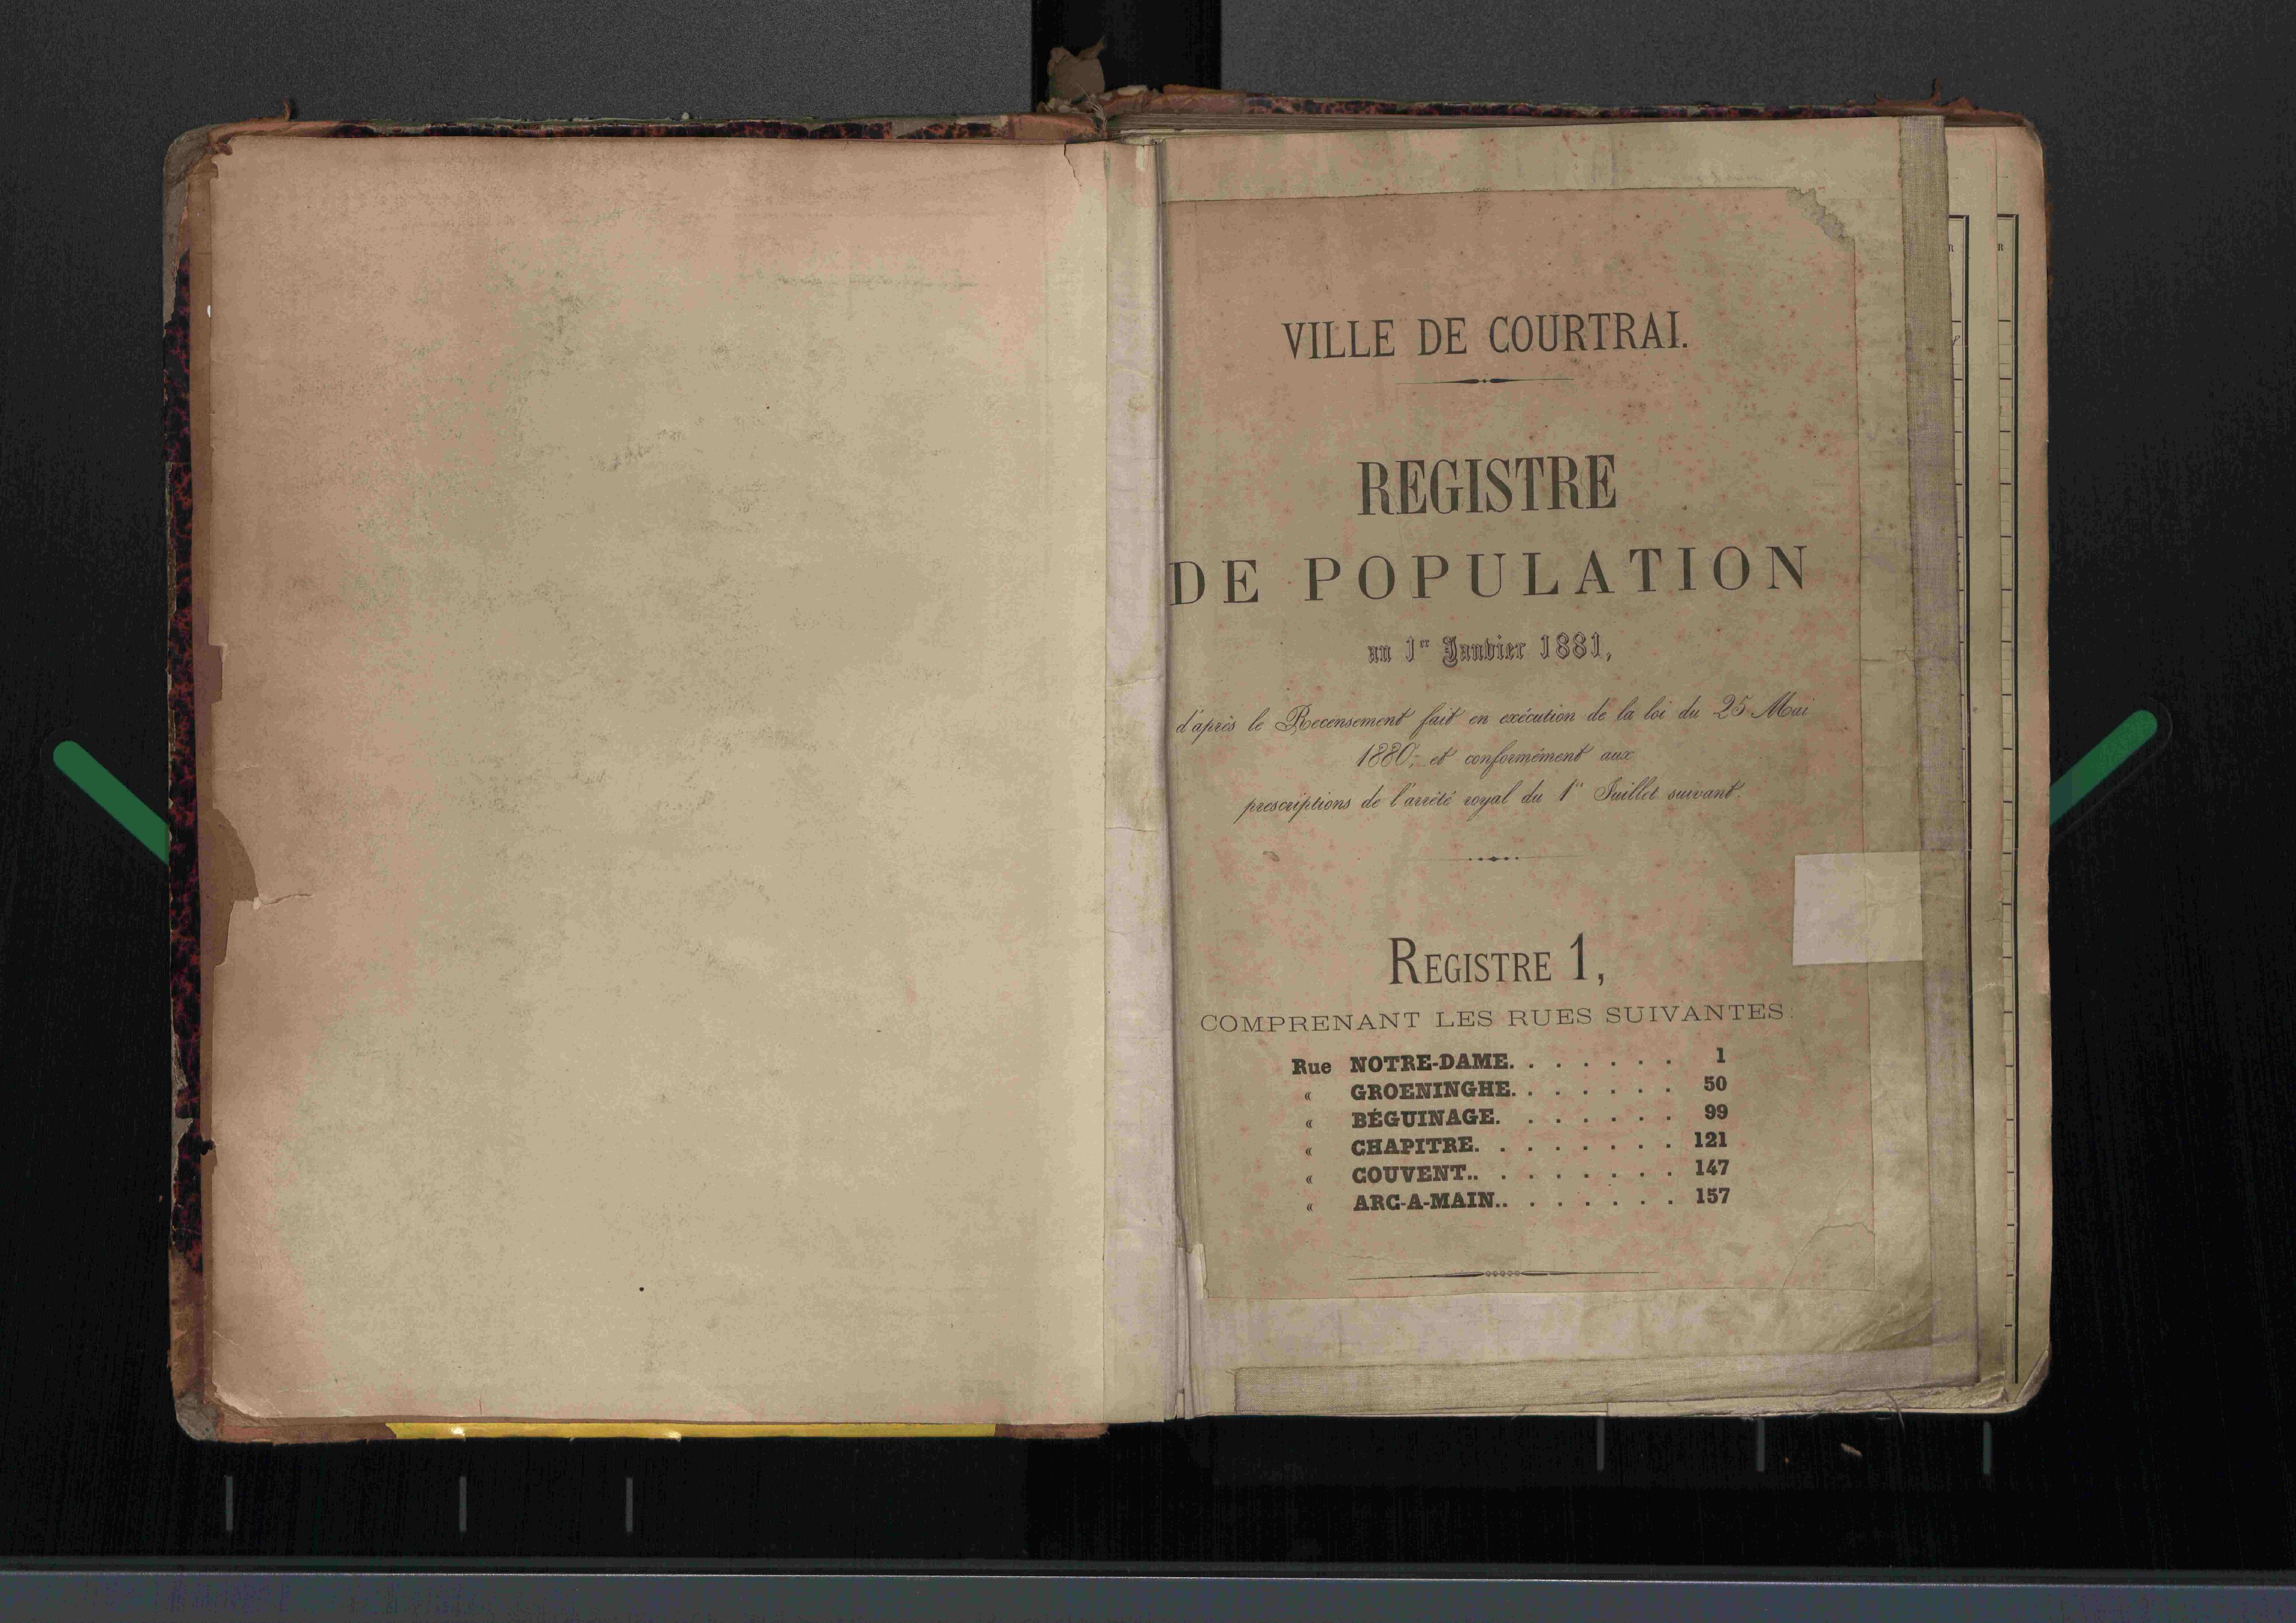 VILLE DE COURTRAI.
REGISTRE
DE POPULATION
au 1er Janvier 1881,
d'après le Recensement fait en exécution de la loi du 25 Mai
1880, et conformément aux
prescriptions de l'arrêté royal du 1er Juillet suivant.
REGISTRE 1,
COMPRENANT LES RUES SUIVANTES:
Rue NOTRE-DAME. . . . . . . 1
« GROENINGHE. . . . . . . 50
« BÉGUINAGE. . . . . . . 99
« CHAPITRE. . . . . . . . 121
« COUVENT.. . . . . . . . 147
« ARC-A-MAIN.. . . . . . . 157